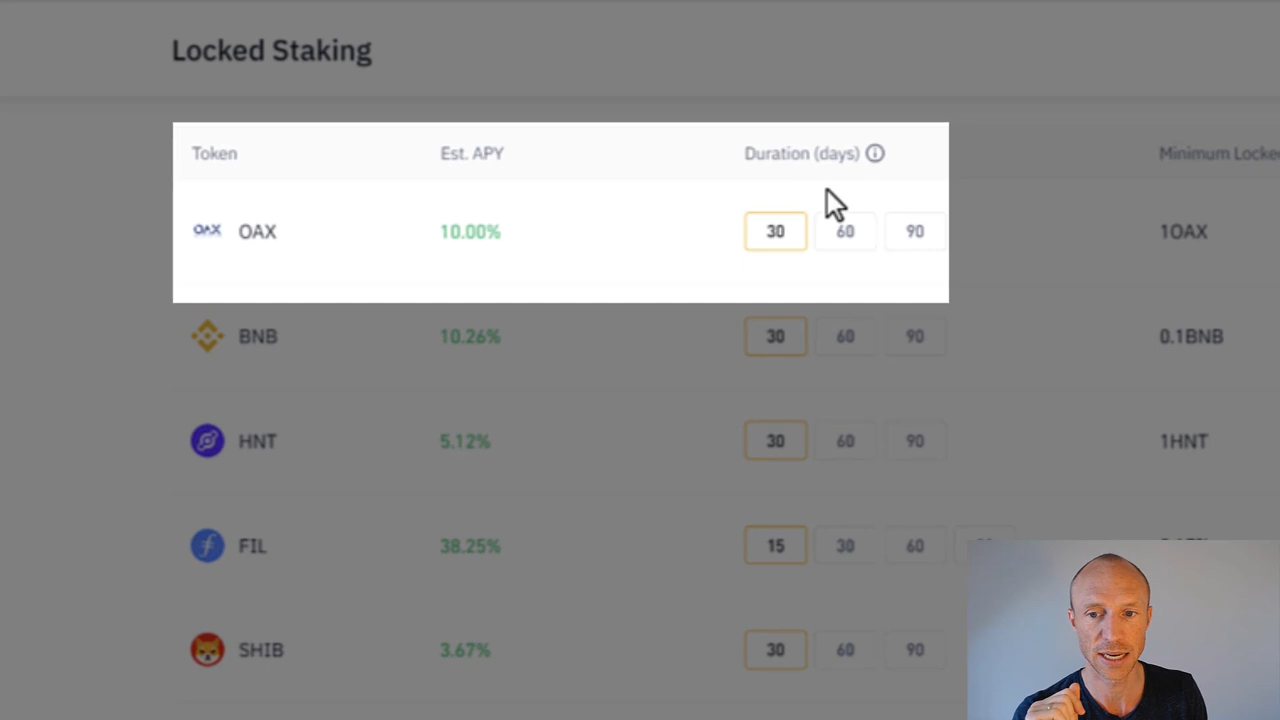 Locked Staking
Token Est. APY Duration (days) Minimum Locke
OAX OAX 10.00% 30 60 90 1OAX
BNB 10.26% 30 60 90 0.1BNB
HNT 5.12% 30 60 90 1HNT
FIL 38.25% 15 30 60
SHIB 3.67% 30 60 90